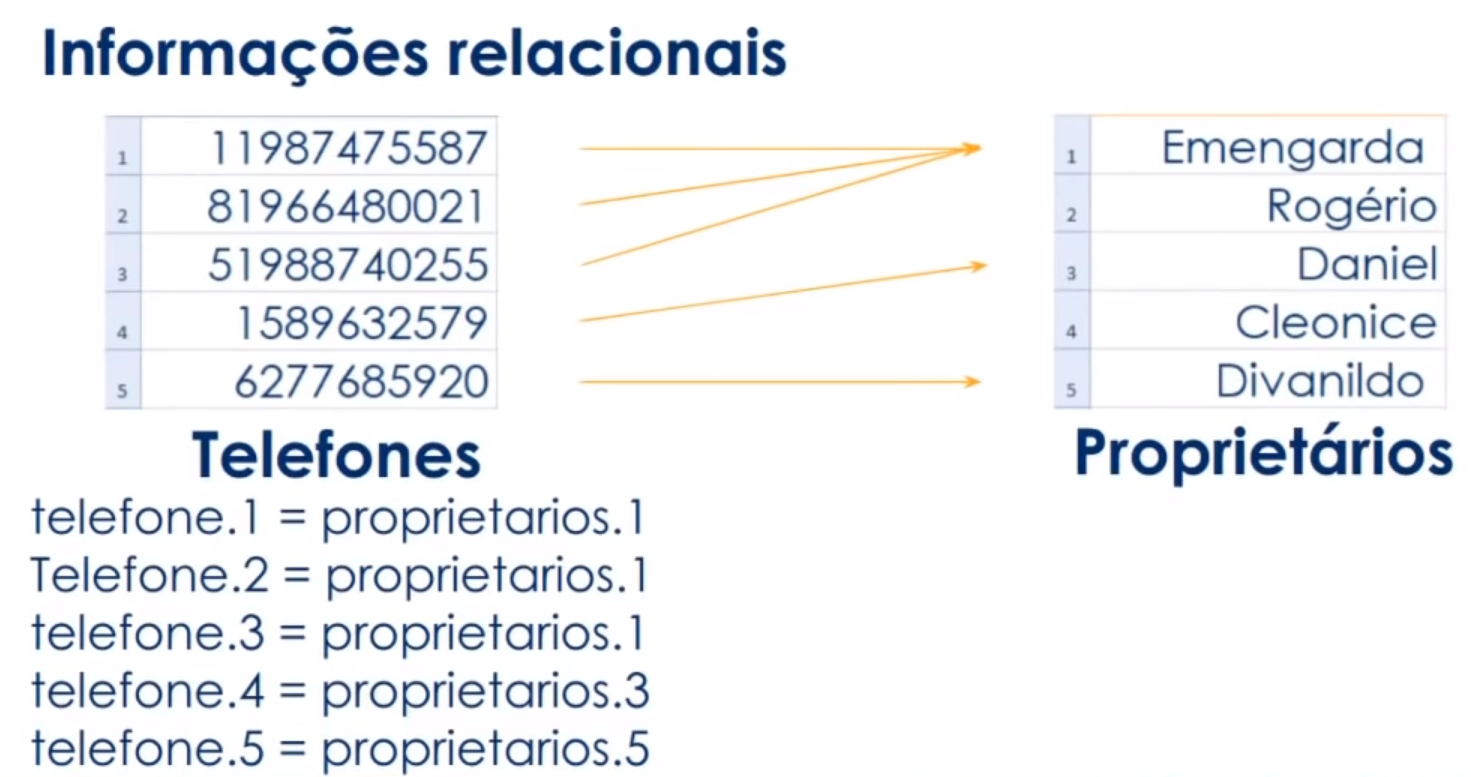 Informações relacionais
1 11987475587
2 81966480021
3 51988740255
4 1589632579
5 6277685920
Telefones
1 Emengarda
2 Rogério
3 Daniel
4 Cleonice
5 Divanildo
Proprietários
telefone.1 = proprietarios.1
Telefone.2 = proprietarios.1
telefone.3 = proprietarios.1
telefone.4 = proprietarios.3
telefone.5 = proprietarios.5